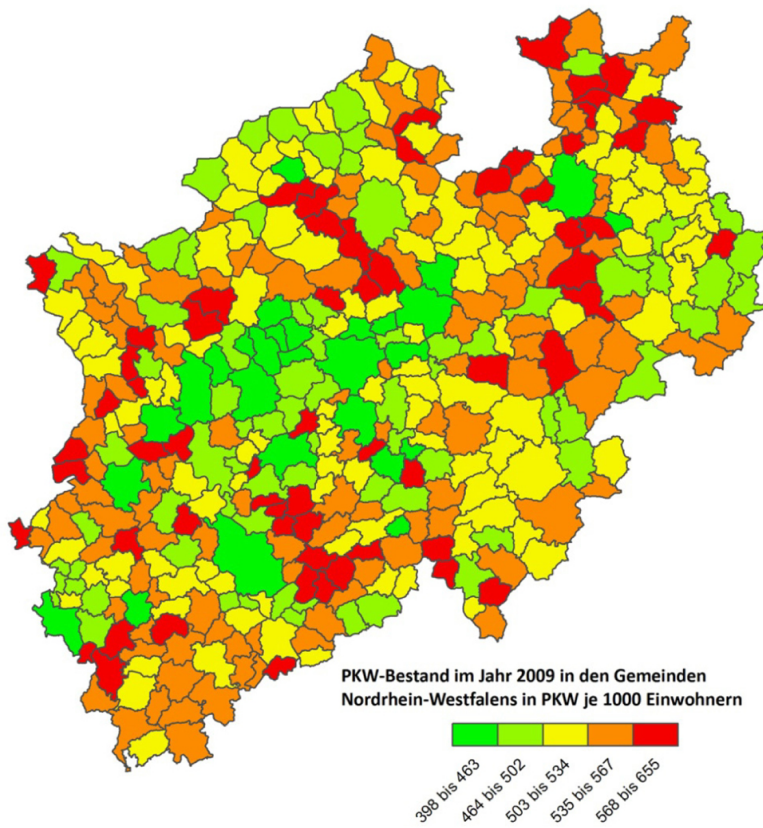 PKW-Bestand im Jahr 2009 in den Gemeinden
Nordrhein-Westfalens in PKW je 1000 Einwohnern
398 bis 463
464 bis 502
503 bis 534
535 bis 567
568 bis 655